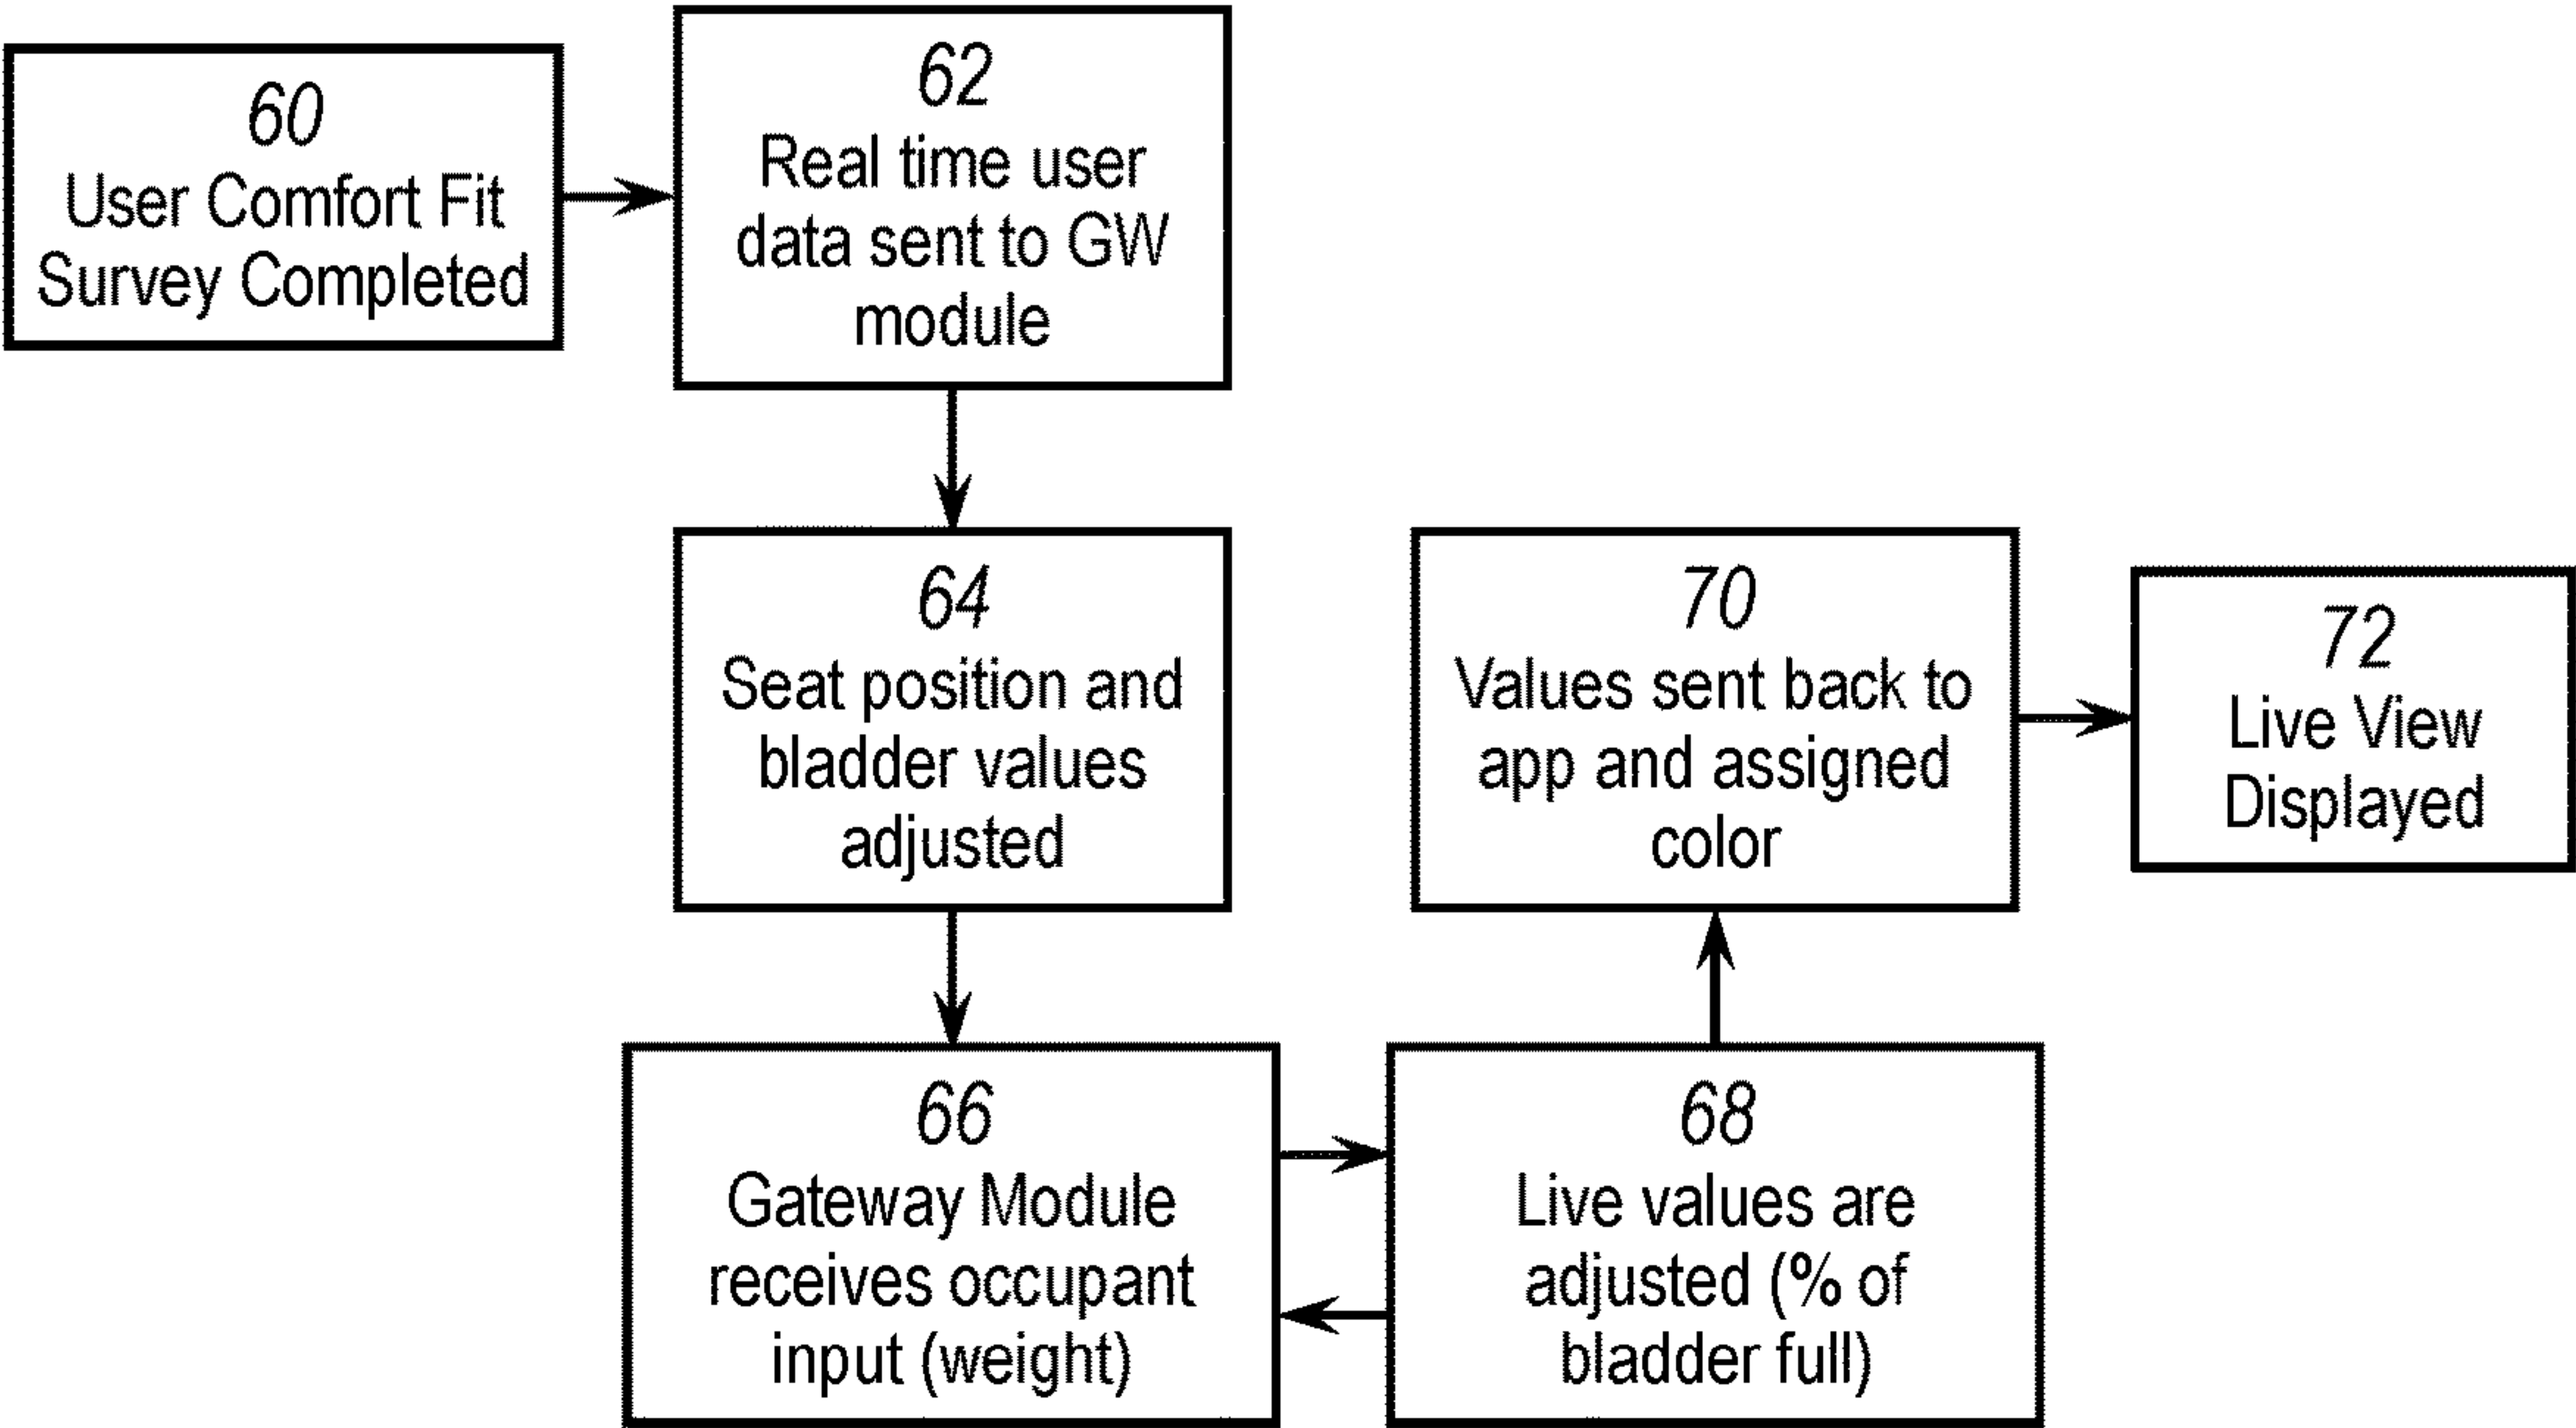 60
User Comfort Fit
Survey Completed
62
Real time user
data sent to GW
module
64
Seat position and
bladder values
adjusted
66
Gateway Module
receives occupant
input (weight)
68
Live values are
adjusted (% of
bladder full)
70
Values sent back to
app and assigned
color
72
Live View
Displayed